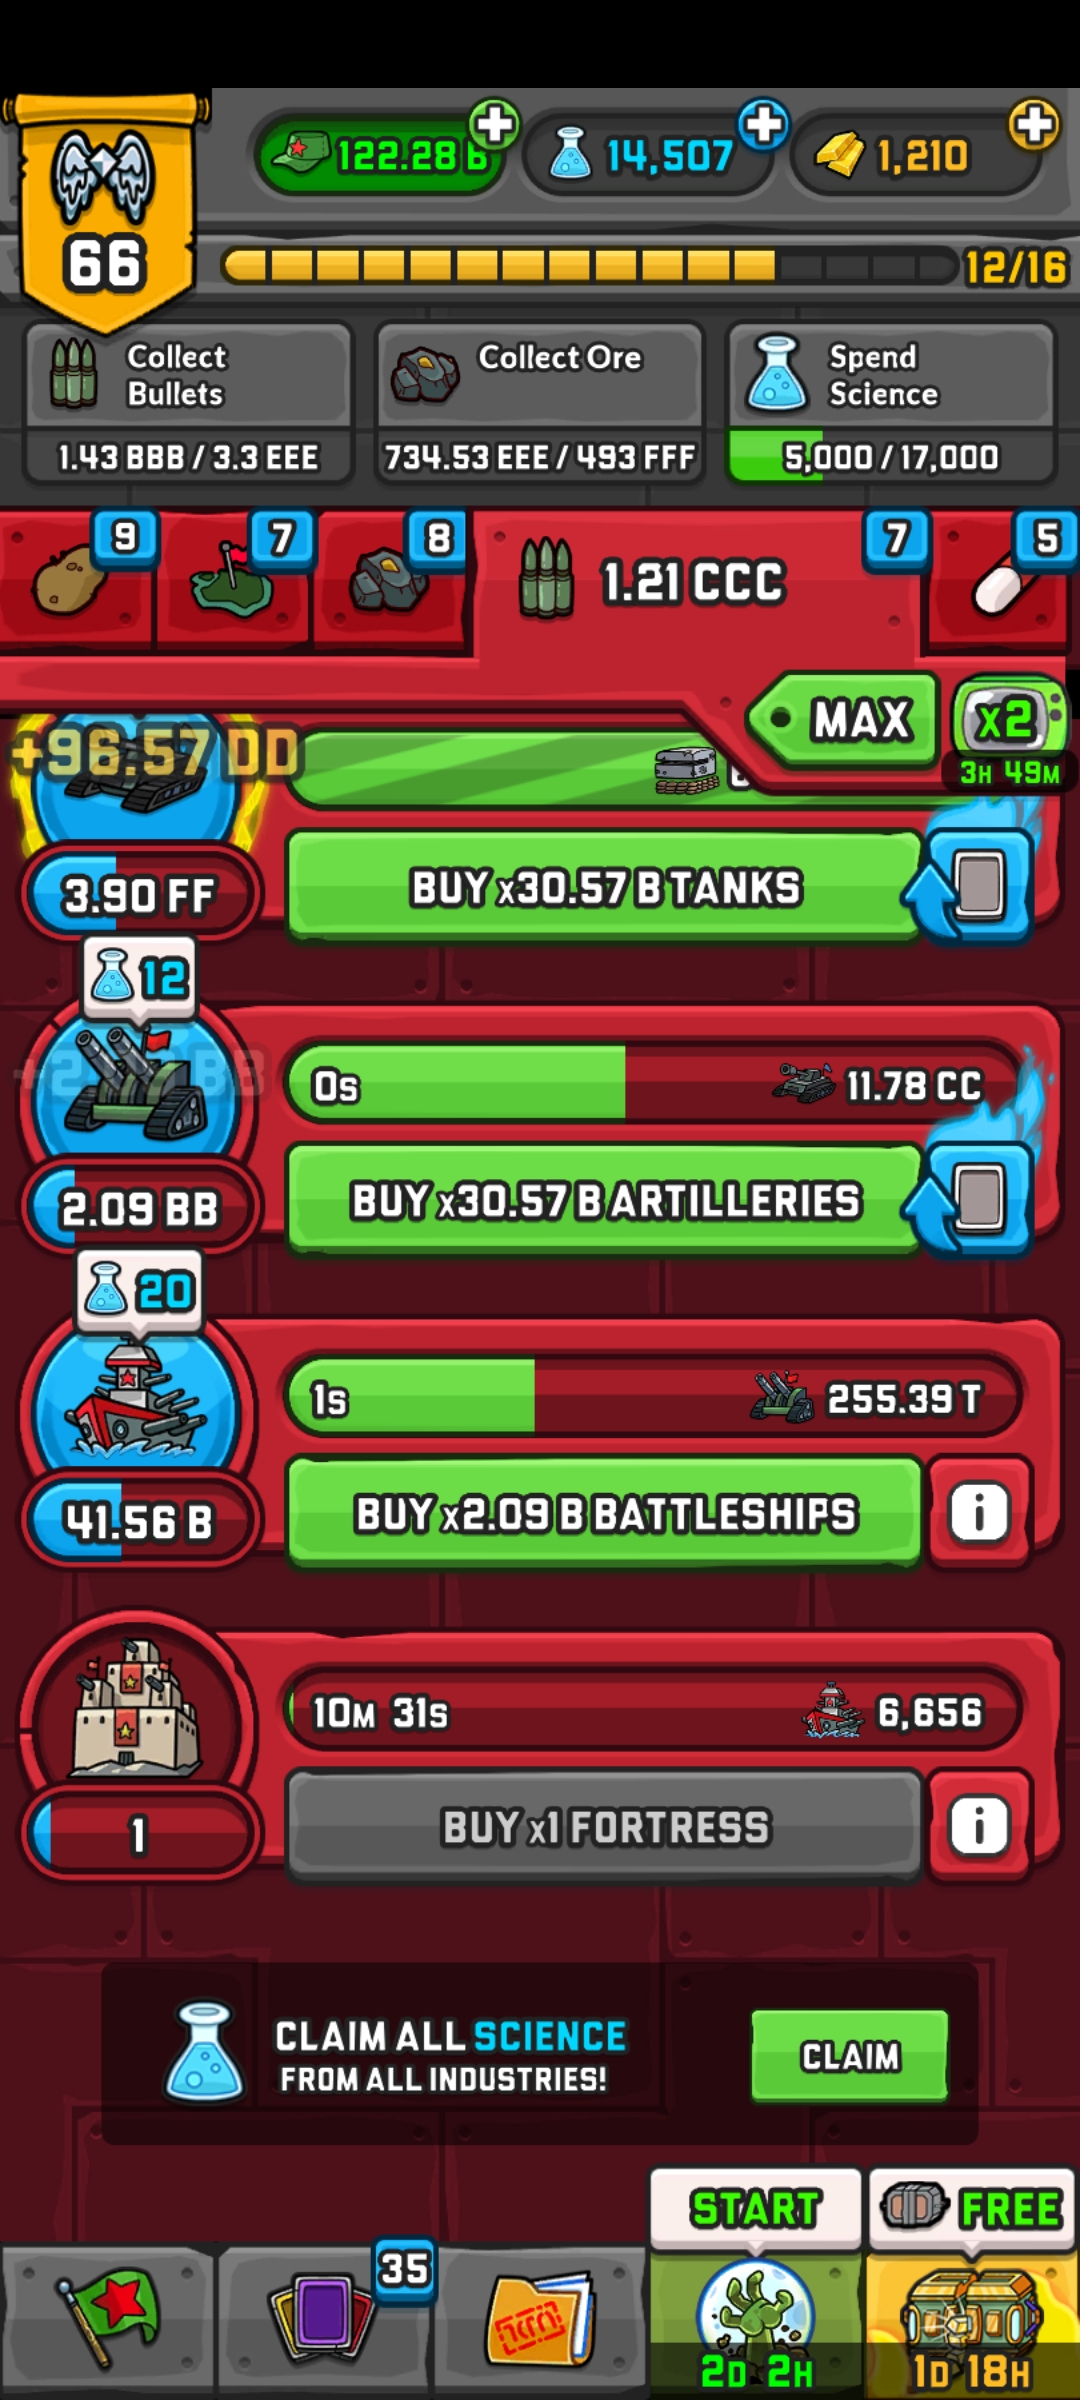 122.28 B
14,507
1,210
66
12/16
Collect
Bullets
Collect Ore
Spend
Science
1.43 BBB / 3.3 EEE
734.53 EEE / 493 FFF
5,000 / 17,000
9
7
8
1.21 CCC
7
5
MAX
x2
3H 49M
+96.57 DD
3.90 FF
BUY x30.57 B TANKS
12
0s
11.78 CC
2.09 BB
BUY x30.57 B ARTILLERIES
20
1s
255.39 T
41.56 B
BUY x2.09 B BATTLESHIPS
i
10M 31s
6,656
1
BUY x1 FORTRESS
i
CLAIM ALL SCIENCE
FROM ALL INDUSTRIES!
CLAIM
START
FREE
35
2D 2H
1D 18H